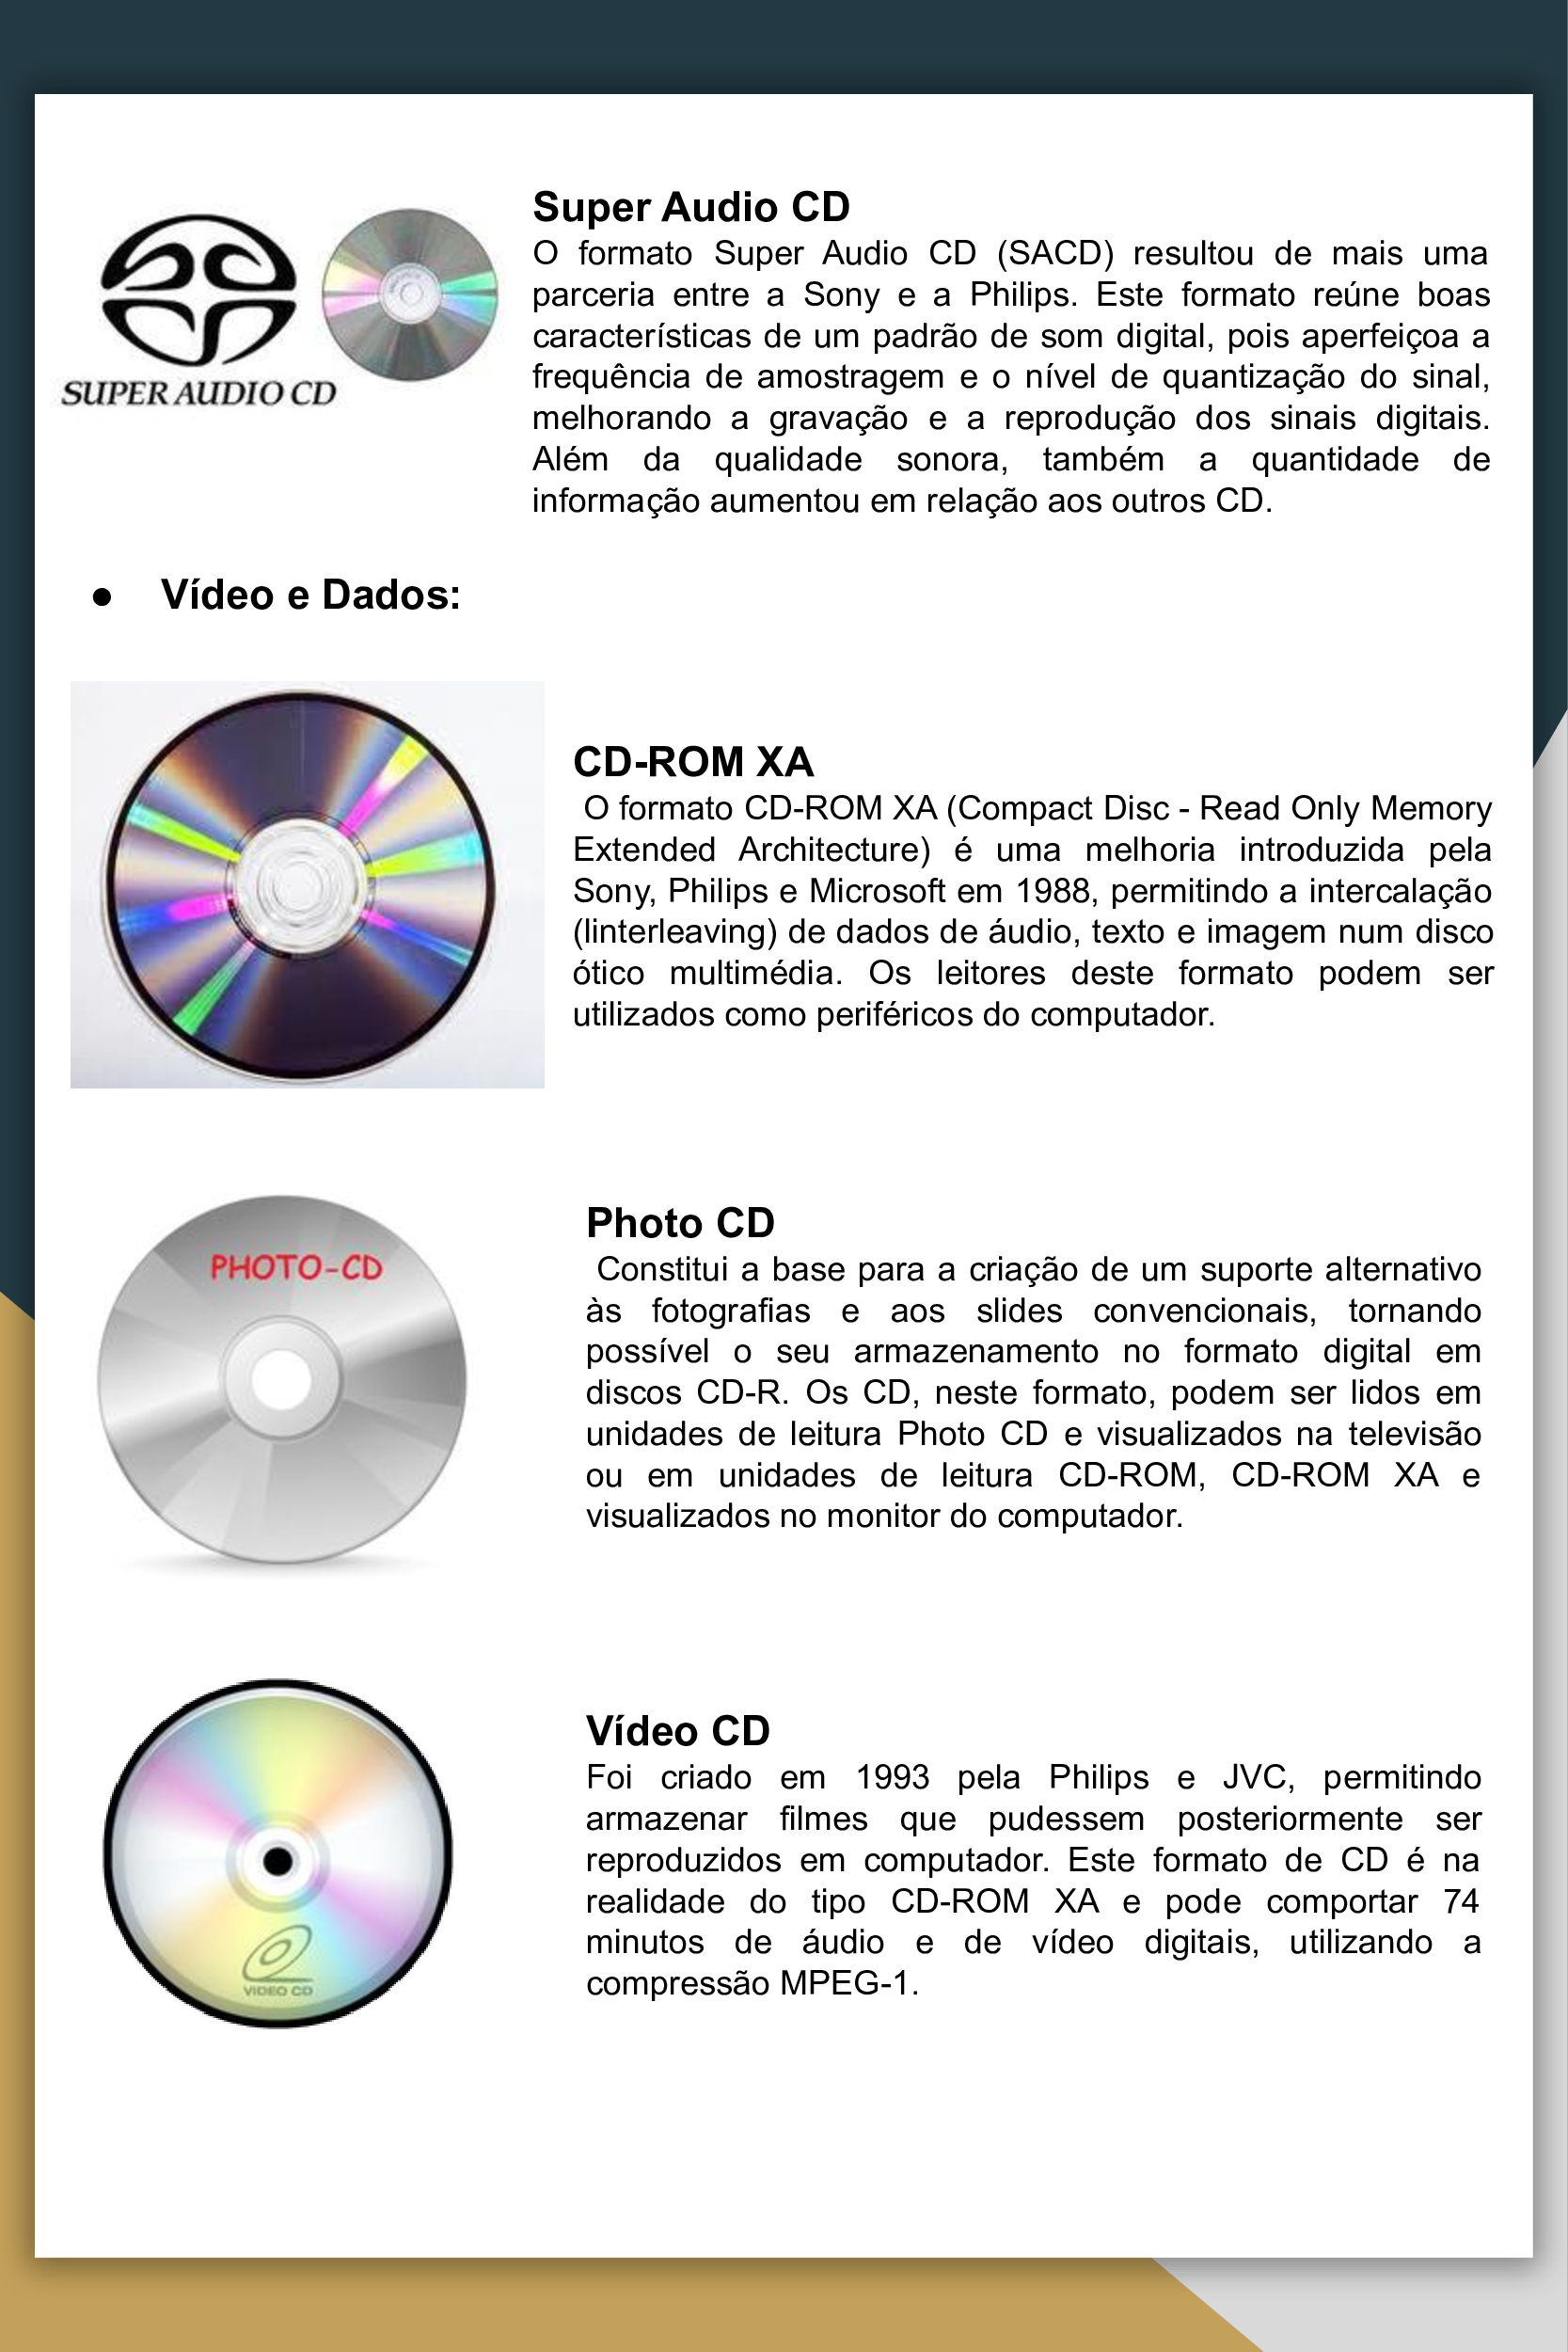 SUPER AUDIO CD
Super Audio CD
O formato Super Audio CD (SACD) resultou de mais uma
parceria entre a Sony e a Philips. Este formato reúne boas
características de um padrão de som digital, pois aperfeiçoa a
frequência de amostragem e o nível de quantização do sinal,
melhorando a gravação e a reprodução dos sinais digitais.
Além da qualidade sonora, também a quantidade de
informação aumentou em relação aos outros CD.
● Vídeo e Dados:
CD-ROM XA
O formato CD-ROM XA (Compact Disc - Read Only Memory
Extended Architecture) é uma melhoria introduzida pela
Sony, Philips e Microsoft em 1988, permitindo a intercalação
(linterleaving) de dados de áudio, texto e imagem num disco
ótico multimédia. Os leitores deste formato podem ser
utilizados como periféricos do computador.
PHOTO-CD
Photo CD
Constitui a base para a criação de um suporte alternativo
às fotografias e aos slides convencionais, tornando
possível o seu armazenamento no formato digital em
discos CD-R. Os CD, neste formato, podem ser lidos em
unidades de leitura Photo CD e visualizados na televisão
ou em unidades de leitura CD-ROM, CD-ROM XA e
visualizados no monitor do computador.
VIDEO CD
Vídeo CD
Foi criado em 1993 pela Philips e JVC, permitindo
armazenar filmes que pudessem posteriormente ser
reproduzidos em computador. Este formato de CD é na
realidade do tipo CD-ROM XA e pode comportar 74
minutos de áudio e de vídeo digitais, utilizando a
compressão MPEG-1.